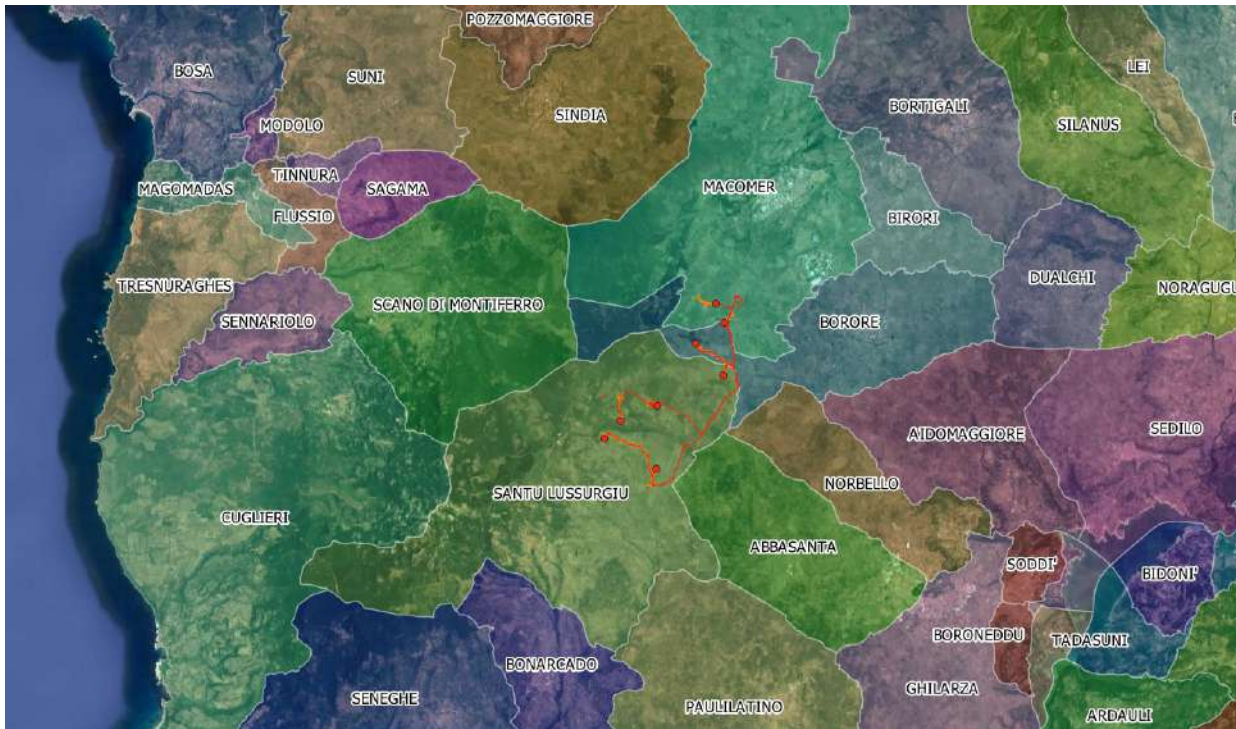 POZZOMAGGIORE
LEI
BOSA
SUNI
SINDIA
BORTIGALI
SILANUS
MODOLO
TINNURA
MAGOMADAS
SAGAMA
MACOMER
FLUSSIO
BIRORI
DUALCHI
TRESNURAGHES
SCANO DI MONTIFERRO
NORAGUGU
SENNARIOLO
BORORE
AIDOMAGGIORE
SEDILO
NORBELLO
SANTU LUSSURGIU
CUGLIERI
ABBASANTA
SODDI'
BIDONI'
BORONEDDU
TADASUNI
BONARCADO
GHILARZA
SENEGHE
PAULILATINO
ARDAULI